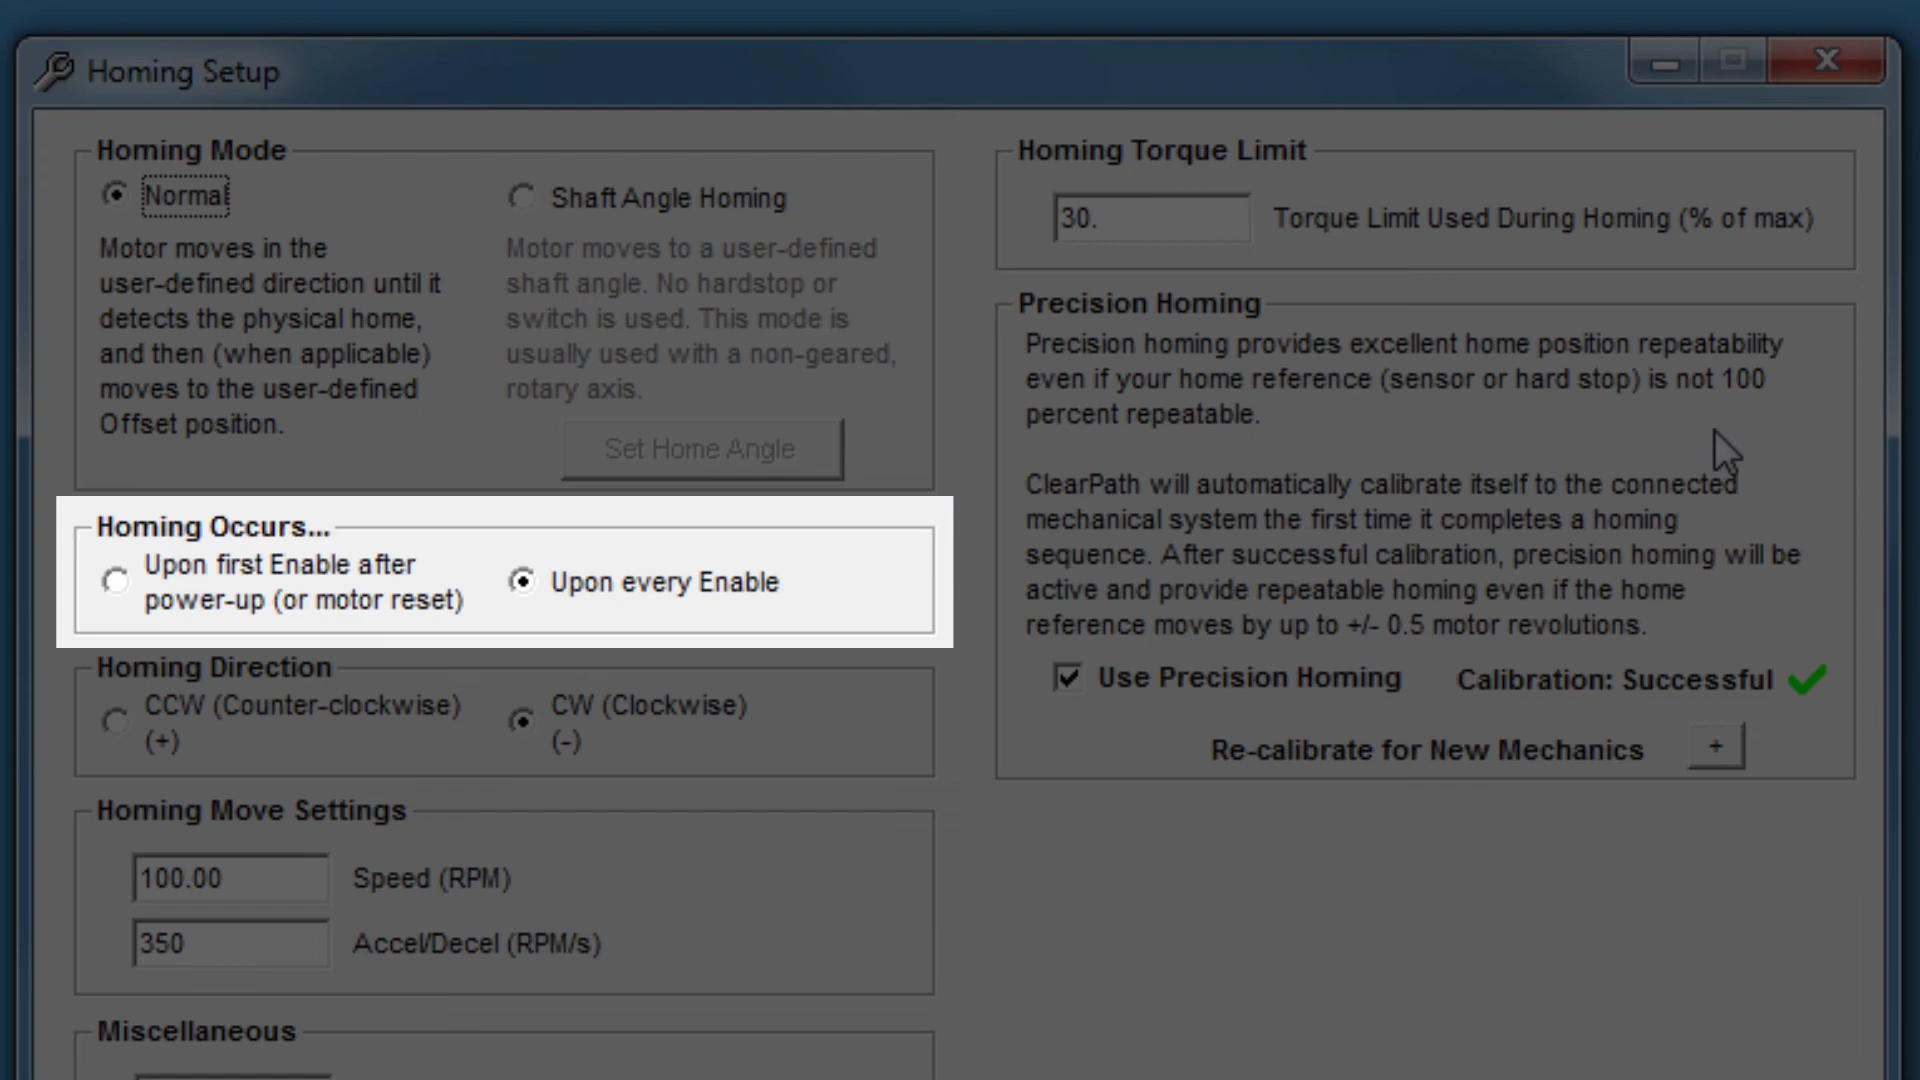 Homing Setup
Homing Mode
Normal
Motor moves in the
user-defined direction until it
detects the physical home,
and then (when applicable)
moves to the user-defined
Offset position.
Shaft Angle Homing
Motor moves to a user-defined
shaft angle. No hardstop or
switch is used. This mode is
usually used with a non-geared,
rotary axis.
Set Home Angle
Homing Occurs...
Upon first Enable after
power-up (or motor reset)
Upon every Enable
Homing Direction
CCW (Counter-clockwise)
(+)
CW (Clockwise)
(-)
Homing Move Settings
100.00 Speed (RPM)
350 Accel/Decel (RPM/s)
Miscellaneous
Homing Torque Limit
30. Torque Limit Used During Homing (% of max)
Precision Homing
Precision homing provides excellent home position repeatability
even if your home reference (sensor or hard stop) is not 100
percent repeatable.
ClearPath will automatically calibrate itself to the connected
mechanical system the first time it completes a homing
sequence. After successful calibration, precision homing will be
active and provide repeatable homing even if the home
reference moves by up to +/- 0.5 motor revolutions.
Use Precision Homing
Calibration: Successful
Re-calibrate for New Mechanics +